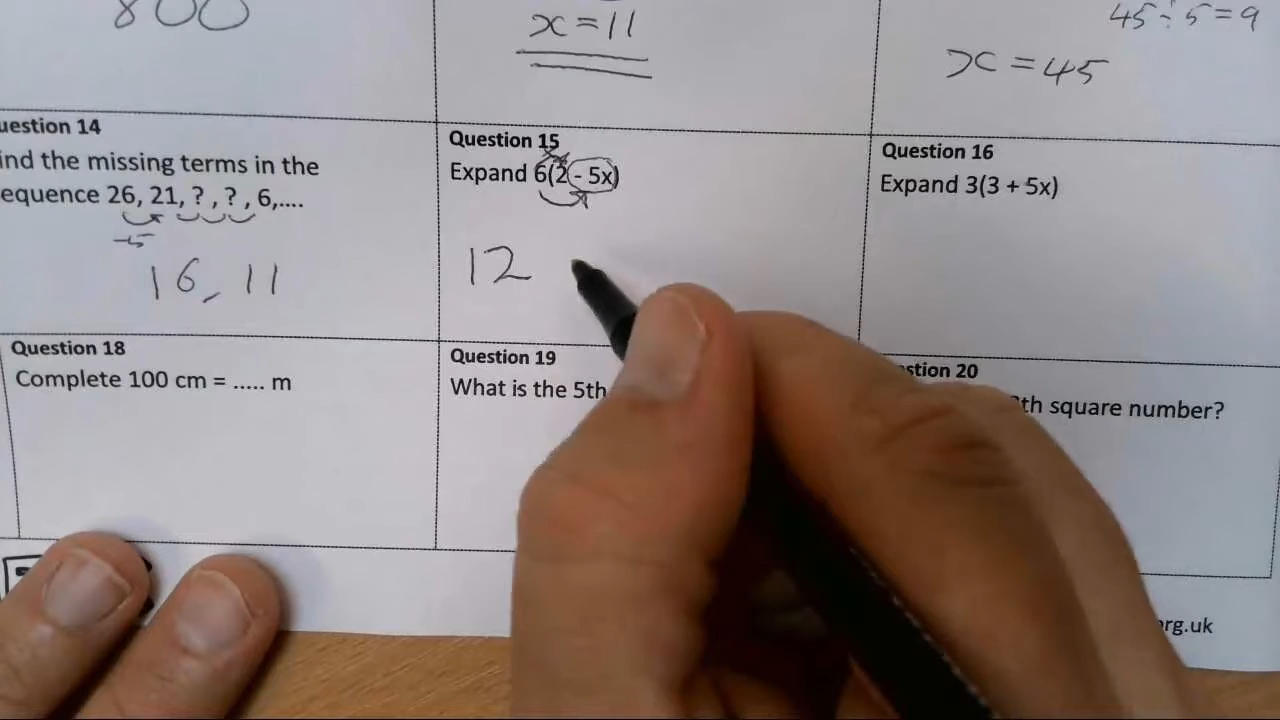 800
x = 11
45 ÷ 5 = 9
x = 45
uestion 14
ind the missing terms in the
equence 26, 21, ? , ? , 6,....
-5
16, 11
Question 15
Expand 6(2 - 5x)
12
Question 16
Expand 3(3 + 5x)
Question 18
Complete 100 cm = ..... m
Question 19
What is the 5th
stion 20
th square number?
rg.uk